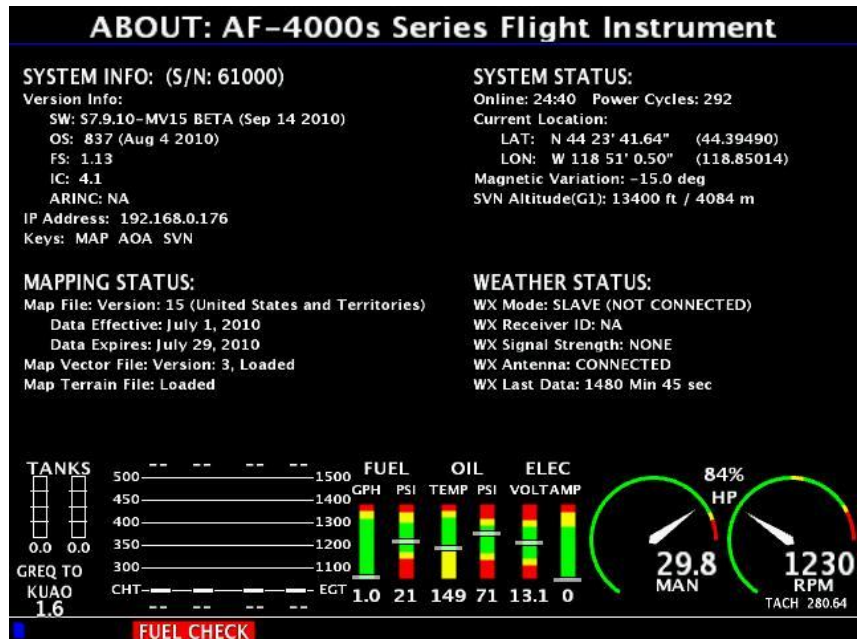 ABOUT: AF-4000s Series Flight Instrument
SYSTEM INFO: (S/N: 61000)
Version Info:
SW: S7.9.10-MV15 BETA (Sep 14 2010)
OS: 837 (Aug 4 2010)
FS: 1.13
IC: 4.1
ARINC: NA
IP Address: 192.168.0.176
Keys: MAP AOA SVN
SYSTEM STATUS:
Online: 24:40 Power Cycles: 292
Current Location:
LAT: N 44 23' 41.64" (44.39490)
LON: W 118 51' 0.50" (118.85014)
Magnetic Variation: -15.0 deg
SVN Altitude(G1): 13400 ft / 4084 m
MAPPING STATUS:
Map File: Version: 15 (United States and Territories)
Data Effective: July 1, 2010
Data Expires: July 29, 2010
Map Vector File: Version: 3, Loaded
Map Terrain File: Loaded
WEATHER STATUS:
WX Mode: SLAVE (NOT CONNECTED)
WX Receiver ID: NA
WX Signal Strength: NONE
WX Antenna: CONNECTED
WX Last Data: 1480 Min 45 sec
TANKS
0.0 0.0
GREQ TO
KUAO
1.6
-- -- -- --
500 1500
450 1400
400 1300
350 1200
300 1100
CHT EGT
-- -- -- --
FUEL OIL ELEC
GPH PSI TEMP PSI VOLT AMP
1.0 21 149 71 13.1 0
84%
HP
29.8
MAN
1230
RPM
TACH 280.64
FUEL CHECK